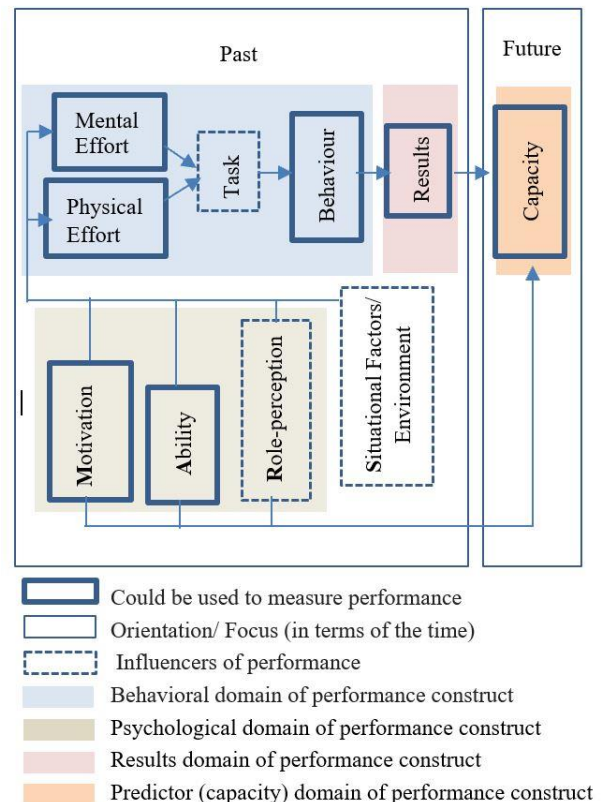 Past
Future
Mental
Effort
Physical
Effort
Task
Behaviour
Results
Capacity
Motivation
Ability
Role-perception
Situational Factors/
Environment
Could be used to measure performance
Orientation/ Focus (in terms of the time)
Influencers of performance
Behavioral domain of performance construct
Psychological domain of performance construct
Results domain of performance construct
Predictor (capacity) domain of performance construct